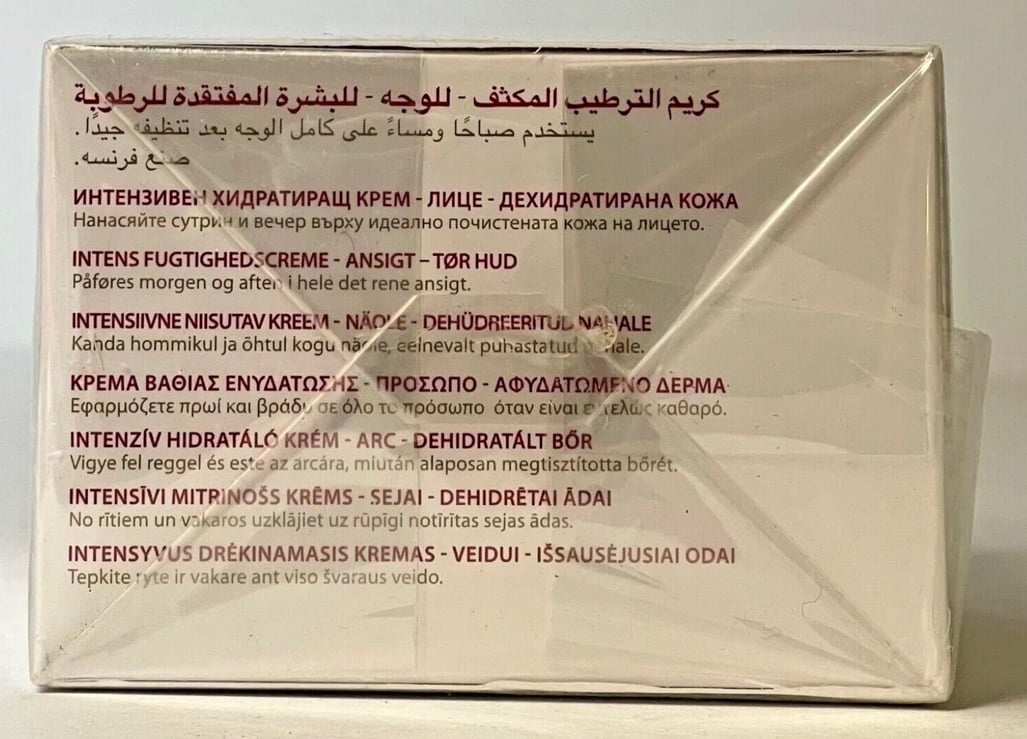 كريم الترطيب المكثف - للوجه - للبشرة المفتقدة للرطوبة
يستخدم صباحًا ومساءً على كامل الوجه بعد تنظيفه جيدًا.
صنع فرنسه.
ИНТЕНЗИВЕН ХИДРАТИРАЩ КРЕМ - ЛИЦЕ - ДЕХИДРАТИРАНА КОЖА
Нанасяйте сутрин и вечер върху идеално почистената кожа на лицето.
INTENS FUGTIGHEDSCREME - ANSIGT – TØR HUD
Påføres morgen og aften i hele det rene ansigt.
INTENSIIVNE NIISUTAV KREEM - NÄOLE - DEHÜDREERITUD NAHALE
Kanda hommikul ja õhtul kogu näole, eelnevalt puhastatud nahale.
ΚΡΕΜΑ ΒΑΘΙΑΣ ΕΝΥΔΑΤΩΣΗΣ - ΠΡΟΣΩΠΟ - ΑΦΥΔΑΤΩΜΕΝΟ ΔΕΡΜΑ
Εφαρμόζετε πρωί και βράδυ σε όλο το πρόσωπο όταν είναι εντελώς καθαρό.
INTENZÍV HIDRATÁLÓ KRÉM - ARC - DEHIDRATÁLT BŐR
Vigye fel reggel és este az arcára, miután alaposan megtisztította bőrét.
INTENSĪVI MITRINOŠS KRĒMS - SEJAI - DEHIDRĒTAI ĀDAI
No rītiem un vakaros uzklājiet uz rūpīgi notīrītas sejas ādas.
INTENSYVUS DRĖKINAMASIS KREMAS - VEIDUI - IŠSAUSĖJUSIAI ODAI
Tepkite ryte ir vakare ant viso švaraus veido.